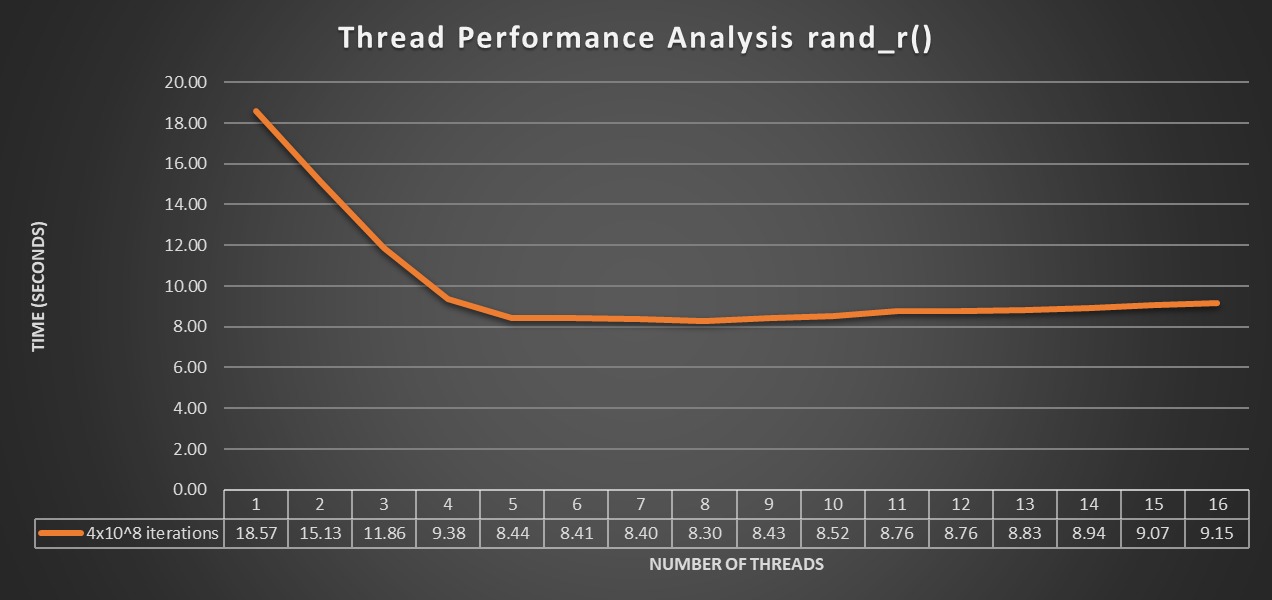 Thread Performance Analysis rand_r()
TIME (SECONDS)
20.00
18.00
16.00
14.00
12.00
10.00
8.00
6.00
4.00
2.00
0.00
1 2 3 4 5 6 7 8 9 10 11 12 13 14 15 16
4x10^8 iterations 18.57 15.13 11.86 9.38 8.44 8.41 8.40 8.30 8.43 8.52 8.76 8.76 8.83 8.94 9.07 9.15
NUMBER OF THREADS